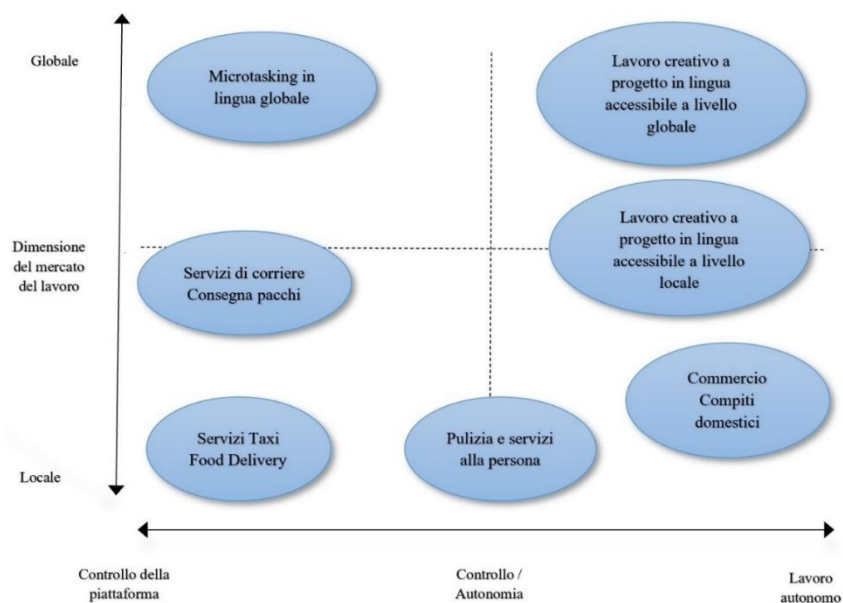 Globale
Microtasking in
lingua globale
Lavoro creativo a
progetto in lingua
accessibile a livello
globale
Dimensione
del mercato
del lavoro
Servizi di corriere
Consegna pacchi
Lavoro creativo a
progetto in lingua
accessibile a livello
locale
Commercio
Compiti
domestici
Servizi Taxi
Food Delivery
Pulizia e servizi
alla persona
Locale
Controllo della
piattaforma
Controllo /
Autonomia
Lavoro
autonomo